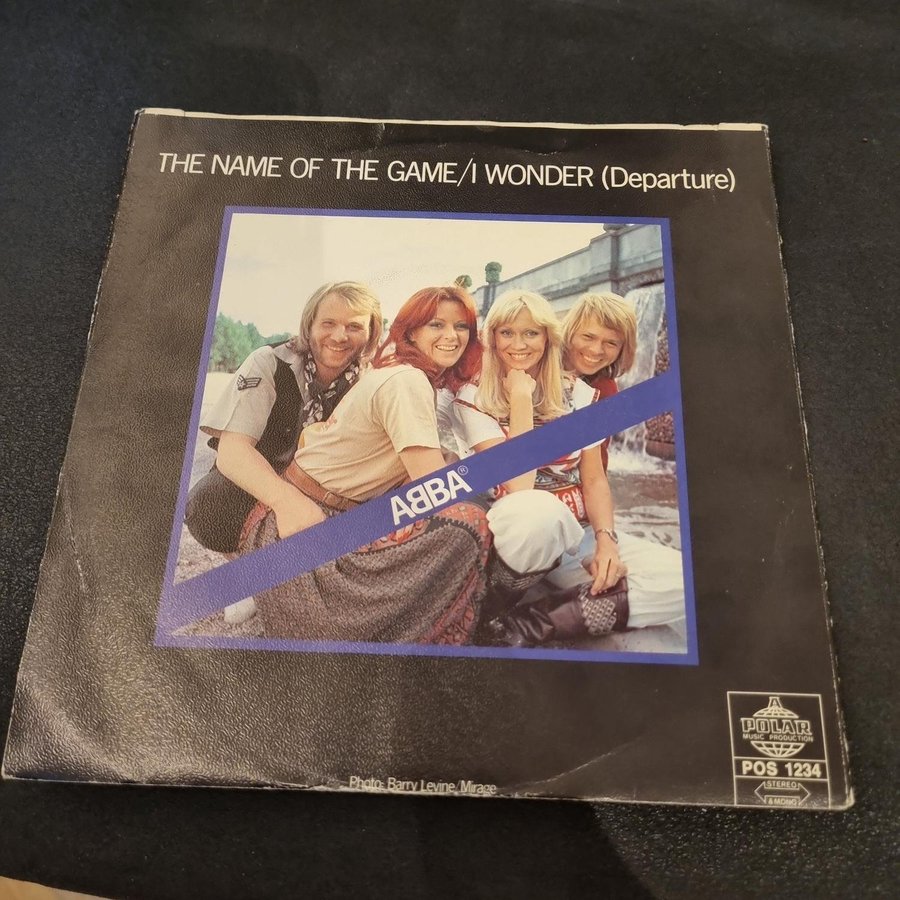 THE NAME OF THE GAME/I WONDER (Departure)
ABBA®
A
POLAR
MUSIC PRODUCTION
POS 1234
STEREO
& MONO
Photo: Barry Levine/Mirage